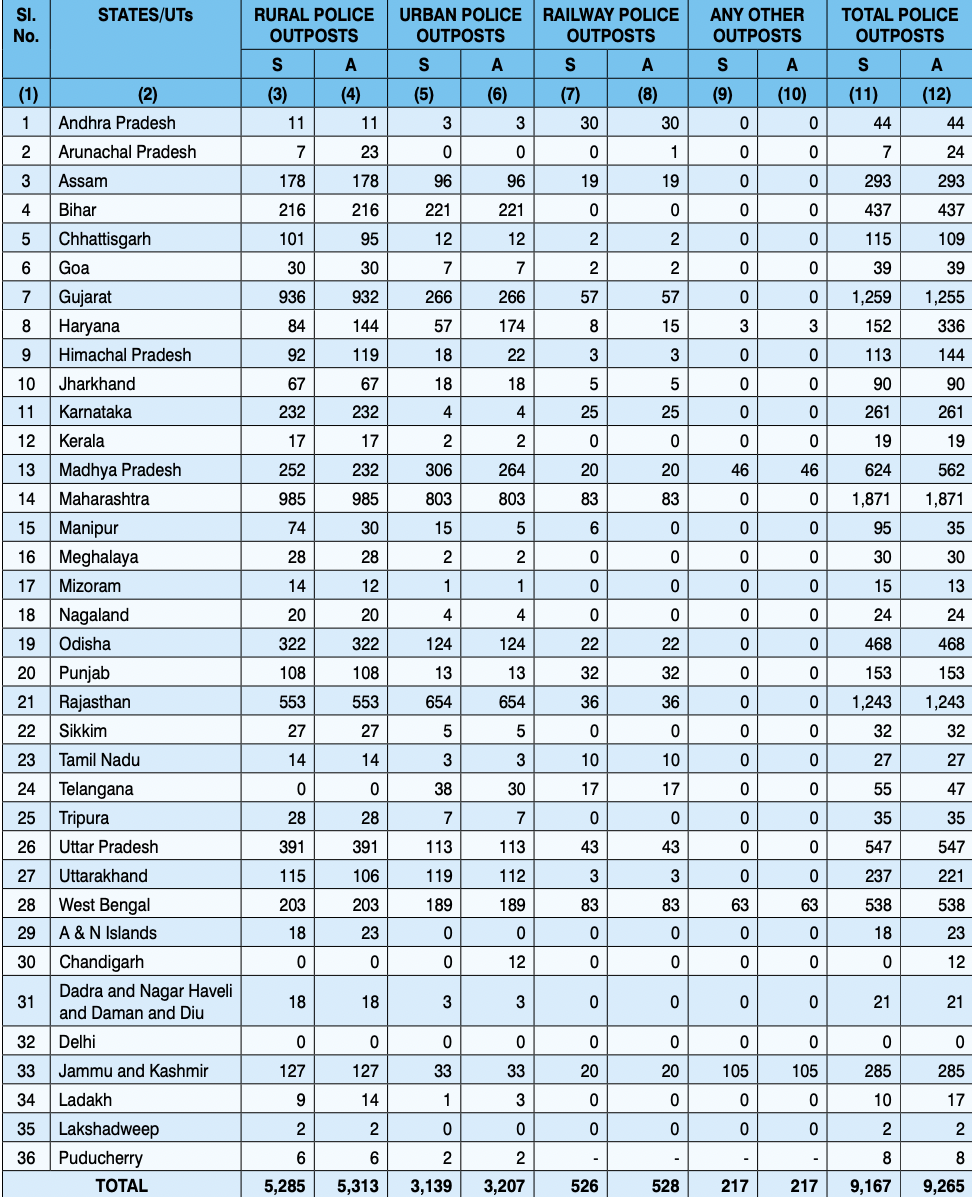 Sl. No. STATES/UTs RURAL POLICE OUTPOSTS URBAN POLICE OUTPOSTS RAILWAY POLICE OUTPOSTS ANY OTHER OUTPOSTS TOTAL POLICE OUTPOSTS
S A S A S A S A S A
(1) (2) (3) (4) (5) (6) (7) (8) (9) (10) (11) (12)
1 Andhra Pradesh 11 11 3 3 30 30 0 0 44 44
2 Arunachal Pradesh 7 23 0 0 0 1 0 0 7 24
3 Assam 178 178 96 96 19 19 0 0 293 293
4 Bihar 216 216 221 221 0 0 0 0 437 437
5 Chhattisgarh 101 95 12 12 2 2 0 0 115 109
6 Goa 30 30 7 7 2 2 0 0 39 39
7 Gujarat 936 932 266 266 57 57 0 0 1,259 1,255
8 Haryana 84 144 57 174 8 15 3 3 152 336
9 Himachal Pradesh 92 119 18 22 3 3 0 0 113 144
10 Jharkhand 67 67 18 18 5 5 0 0 90 90
11 Karnataka 232 232 4 4 25 25 0 0 261 261
12 Kerala 17 17 2 2 0 0 0 0 19 19
13 Madhya Pradesh 252 232 306 264 20 20 46 46 624 562
14 Maharashtra 985 985 803 803 83 83 0 0 1,871 1,871
15 Manipur 74 30 15 5 6 0 0 0 95 35
16 Meghalaya 28 28 2 2 0 0 0 0 30 30
17 Mizoram 14 12 1 1 0 0 0 0 15 13
18 Nagaland 20 20 4 4 0 0 0 0 24 24
19 Odisha 322 322 124 124 22 22 0 0 468 468
20 Punjab 108 108 13 13 32 32 0 0 153 153
21 Rajasthan 553 553 654 654 36 36 0 0 1,243 1,243
22 Sikkim 27 27 5 5 0 0 0 0 32 32
23 Tamil Nadu 14 14 3 3 10 10 0 0 27 27
24 Telangana 0 0 38 30 17 17 0 0 55 47
25 Tripura 28 28 7 7 0 0 0 0 35 35
26 Uttar Pradesh 391 391 113 113 43 43 0 0 547 547
27 Uttarakhand 115 106 119 112 3 3 0 0 237 221
28 West Bengal 203 203 189 189 83 83 63 63 538 538
29 A & N Islands 18 23 0 0 0 0 0 0 18 23
30 Chandigarh 0 0 0 12 0 0 0 0 0 12
31 Dadra and Nagar Haveli and Daman and Diu 18 18 3 3 0 0 0 0 21 21
32 Delhi 0 0 0 0 0 0 0 0 0 0
33 Jammu and Kashmir 127 127 33 33 20 20 105 105 285 285
34 Ladakh 9 14 1 3 0 0 0 0 10 17
35 Lakshadweep 2 2 0 0 0 0 0 0 2 2
36 Puducherry 6 6 2 2 - - - - 8 8
TOTAL 5,285 5,313 3,139 3,207 526 528 217 217 9,167 9,265